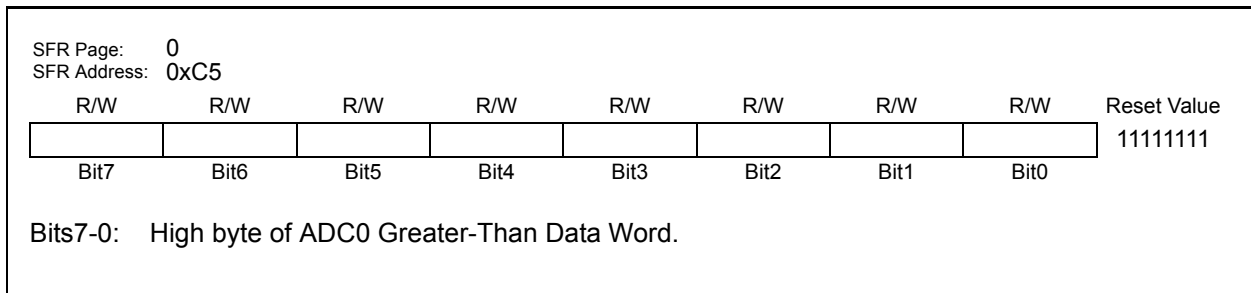 SFR Page: 0
SFR Address: 0xC5
R/W R/W R/W R/W R/W R/W R/W R/W Reset Value
11111111
Bit7 Bit6 Bit5 Bit4 Bit3 Bit2 Bit1 Bit0
Bits7-0: High byte of ADC0 Greater-Than Data Word.